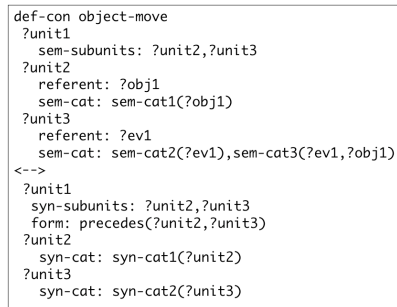 def-con object-move
?unit1
sem-subunits: ?unit2,?unit3
?unit2
referent: ?obj1
sem-cat: sem-cat1(?obj1)
?unit3
referent: ?ev1
sem-cat: sem-cat2(?ev1),sem-cat3(?ev1,?obj1)
<-->
?unit1
syn-subunits: ?unit2,?unit3
form: precedes(?unit2,?unit3)
?unit2
syn-cat: syn-cat1(?unit2)
?unit3
syn-cat: syn-cat2(?unit3)